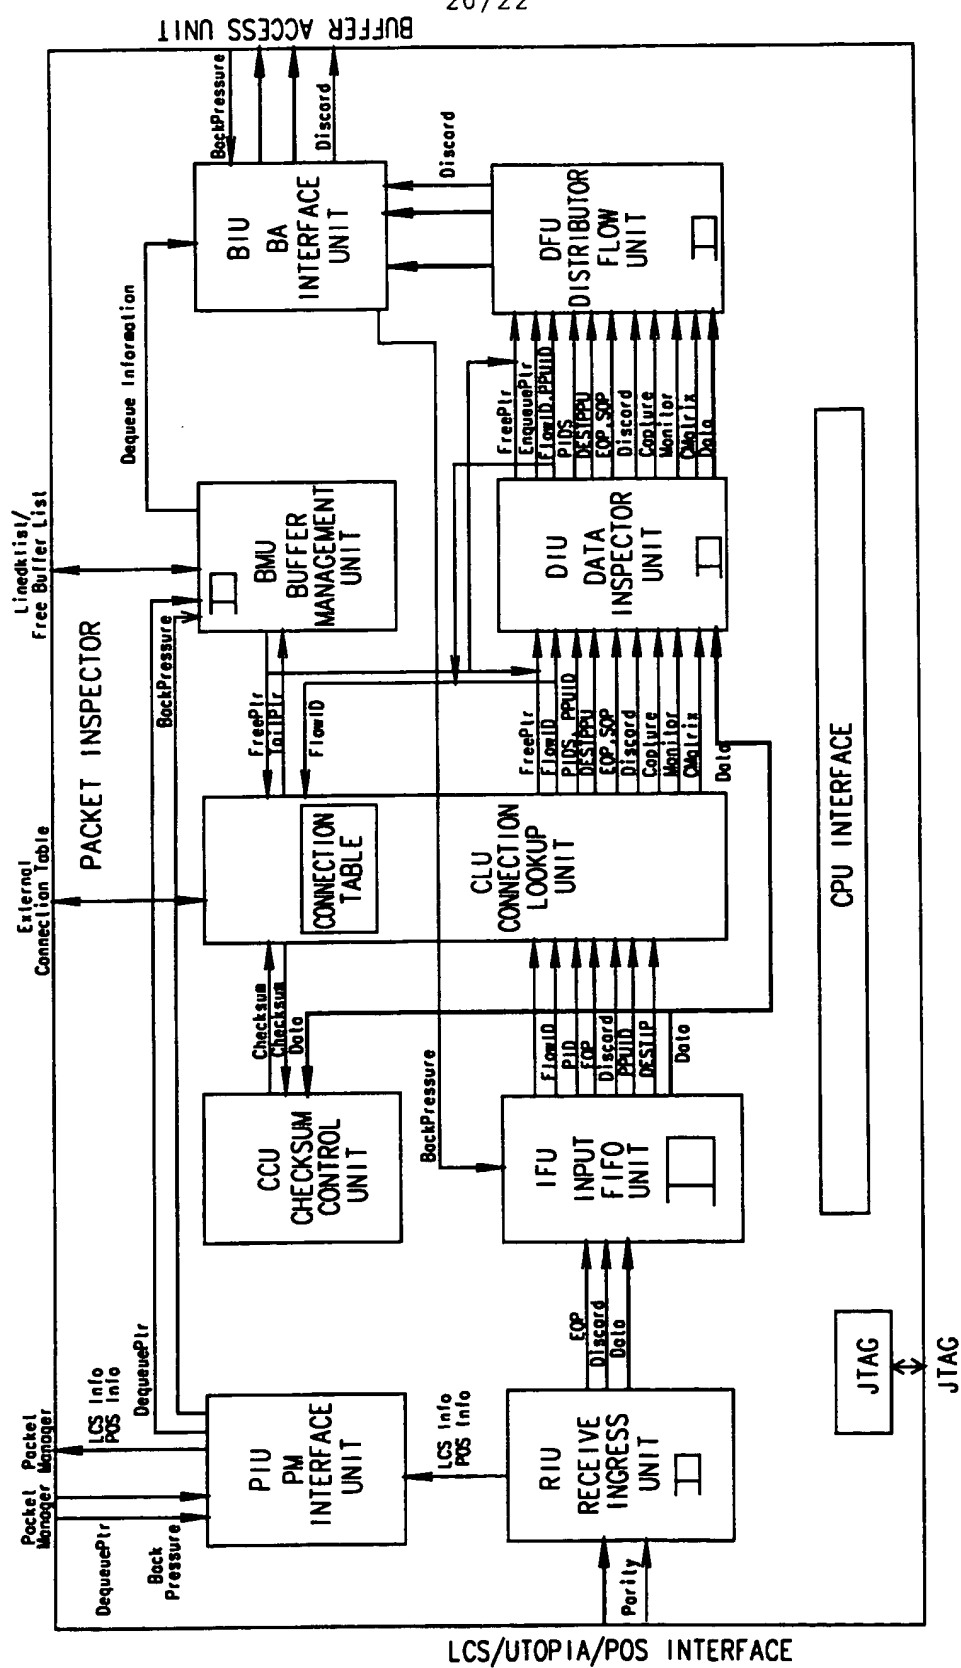 20/22
BUFFER ACCESS UNIT
BackPressure
Discard
BIU
BA
INTERFACE
UNIT
Discard
DFU
DISTRIBUTOR
FLOW
UNIT
Dequeue Information
FreePtr
EnqueuePtr
FlowID.PPUID
PIDS
DESTPPU
EOP.SOP
Discard
Capture
Monitor
CMatrix
Data
Linedklist/
Free Buffer List
BMU
BUFFER
MANAGEMENT
UNIT
DIU
DATA
INSPECTOR
UNIT
PACKET INSPECTOR
BackPressure
FreePtr
TailPtr
FlowID
FreePtr
FlowID
PIDS, PPUID
DESTPPU
EOP SOP
Discard
Capture
Monitor
CMatrix
Data
External
Connection Table
CONNECTION
TABLE
CLU
CONNECTION
LOOKUP
UNIT
CPU INTERFACE
Checksum
Checksum
Data
FlowID
PID
EOP
Discard
PPUID
DESTIP
Data
BackPressure
CCU
CHECKSUM
CONTROL
UNIT
IFU
INPUT
FIFO
UNIT
DequeuePtr
LCS Info
POS Info
EOP
Discard
Data
Packet
Manager
Packet
Manager
PIU
PM
INTERFACE
UNIT
LCS Info
POS Info
RIU
RECEIVE
INGRESS
UNIT
JTAG
JTAG
DequeuePtr
Back
Pressure
Parity
LCS/UTOPIA/POS INTERFACE